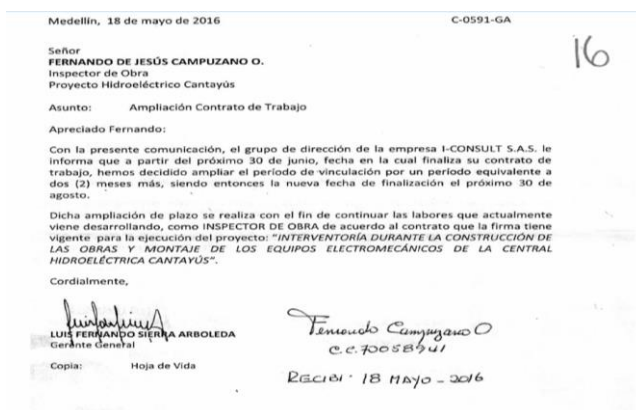 Medellín, 18 de mayo de 2016 C-0591-GA
16
Señor
FERNANDO DE JESÚS CAMPUZANO O.
Inspector de Obra
Proyecto Hidroeléctrico Cantayús
Asunto: Ampliación Contrato de Trabajo
Apreciado Fernando:
Con la presente comunicación, el grupo de dirección de la empresa I-CONSULT S.A.S. le
informa que a partir del próximo 30 de junio, fecha en la cual finaliza su contrato de
trabajo, hemos decidido ampliar el período de vinculación por un período equivalente a
dos (2) meses más, siendo entonces la nueva fecha de finalización el próximo 30 de
agosto.
Dicha ampliación de plazo se realiza con el fin de continuar las labores que actualmente
viene desarrollando, como INSPECTOR DE OBRA de acuerdo al contrato que la firma tiene
vigente para la ejecución del proyecto: "INTERVENTORÍA DURANTE LA CONSTRUCCIÓN DE
LAS OBRAS Y MONTAJE DE LOS EQUIPOS ELECTROMECÁNICOS DE LA CENTRAL
HIDROELÉCTRICA CANTAYÚS".
Cordialmente,
LUIS FERNANDO SIERRA ARBOLEDA
Gerente General
Fernando Campuzano O
C.C.
Copia: Hoja de Vida
RECIBI - 18 MAYO - 2016